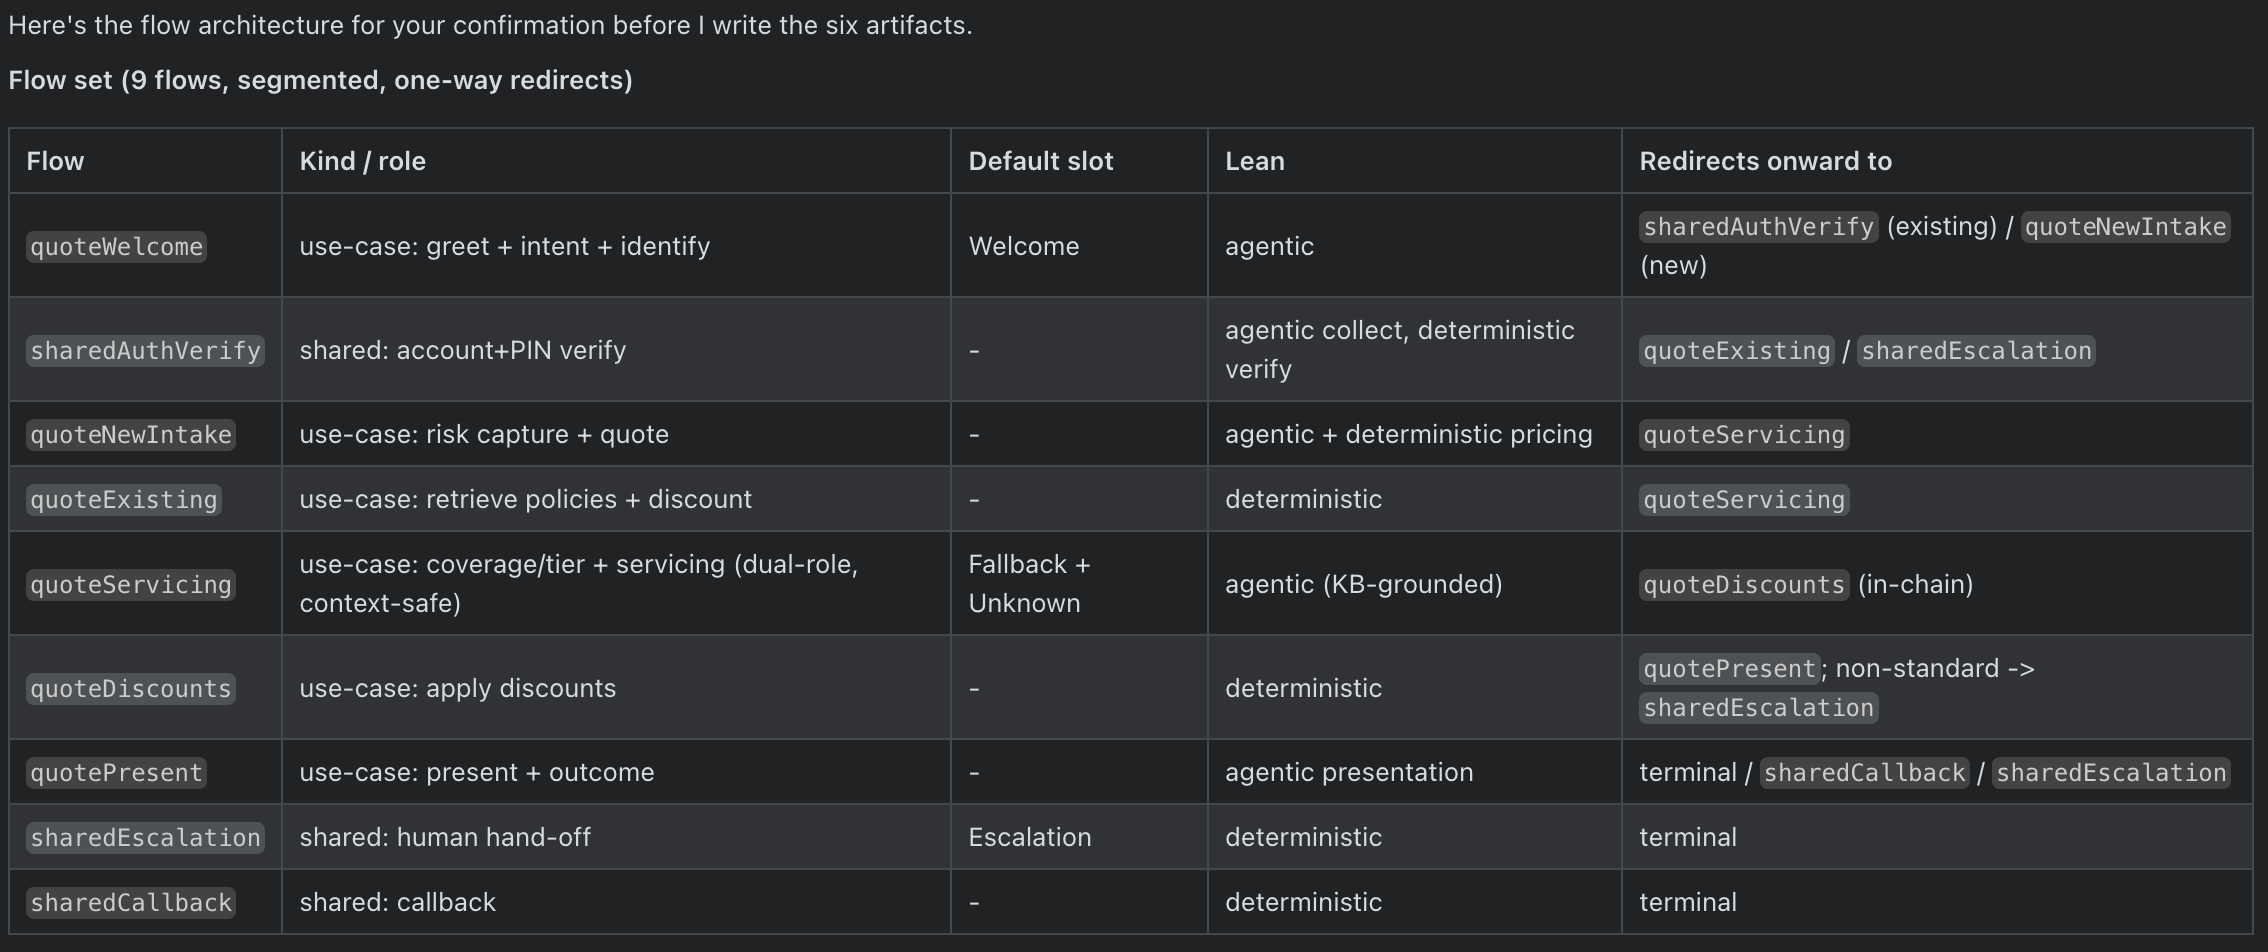 Here's the flow architecture for your confirmation before I write the six artifacts.
Flow set (9 flows, segmented, one-way redirects)
Flow Kind / role Default slot Lean Redirects onward to
quoteWelcome use-case: greet + intent + identify Welcome agentic sharedAuthVerify (existing) / quoteNewIntake
(new)
sharedAuthVerify shared: account+PIN verify - agentic collect, deterministic
verify quoteExisting / sharedEscalation
quoteNewIntake use-case: risk capture + quote - agentic + deterministic pricing quoteServicing
quoteExisting use-case: retrieve policies + discount - deterministic quoteServicing
quoteServicing use-case: coverage/tier + servicing (dual-role,
context-safe) Fallback +
Unknown agentic (KB-grounded) quoteDiscounts (in-chain)
quoteDiscounts use-case: apply discounts - deterministic quotePresent; non-standard ->
sharedEscalation
quotePresent use-case: present + outcome - agentic presentation terminal / sharedCallback / sharedEscalation
sharedEscalation shared: human hand-off Escalation deterministic terminal
sharedCallback shared: callback - deterministic terminal